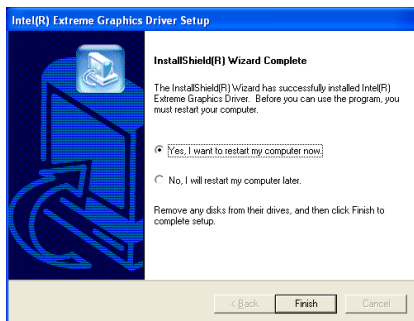 Intel(R) Extreme Graphics Driver Setup
InstallShield(R) Wizard Complete
The InstallShield(R) Wizard has successfully installed Intel(R)
Extreme Graphics Driver. Before you can use the program, you
must restart your computer.
Yes, I want to restart my computer now.
No, I will restart my computer later.
Remove any disks from their drives, and then click Finish to
complete setup.
< Back
Finish
Cancel